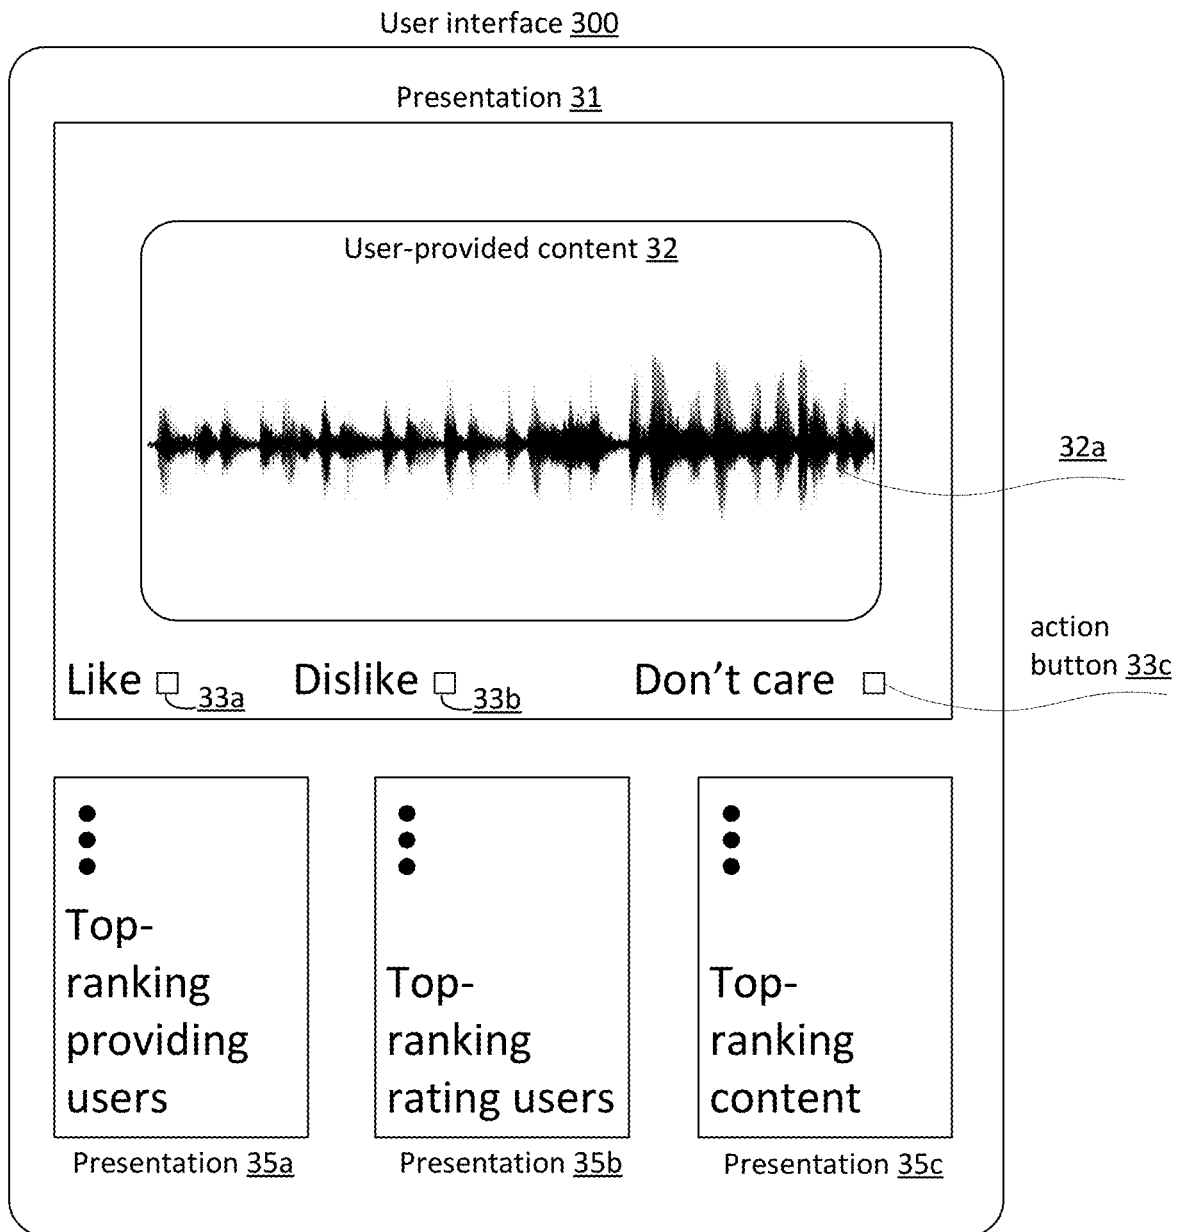 User interface 300
Presentation 31
User-provided content 32
32a
action
button 33c
Like
33a
Dislike
33b
Don't care
Top-
ranking
providing
users
Top-
ranking
rating users
Top-
ranking
content
Presentation 35a
Presentation 35b
Presentation 35c